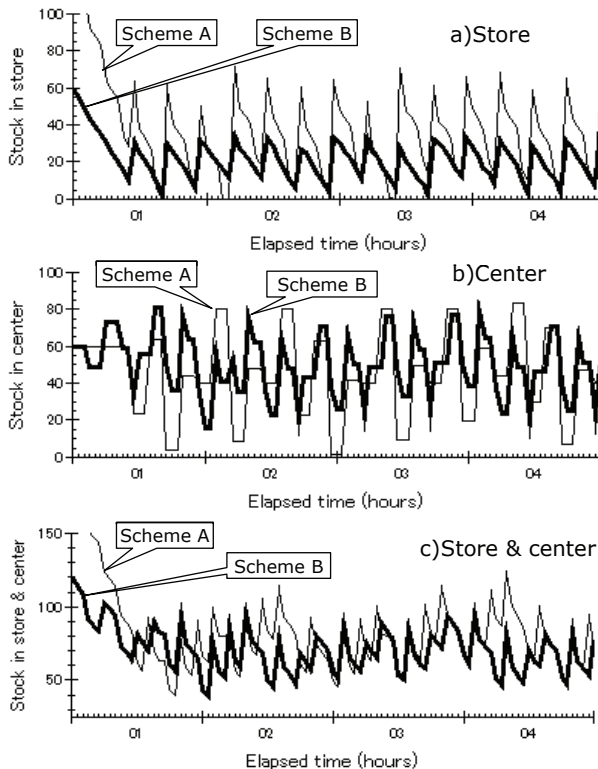 a)Store
Scheme A
Scheme B
Stock in store
100
80
60
40
20
0
01
02
03
04
Elapsed time (hours)
b)Center
Scheme A
Scheme B
Stock in center
100
80
60
40
20
0
01
02
03
04
Elapsed time (hours)
c)Store & center
Scheme A
Scheme B
Stock in store & center
150
100
50
01
02
03
04
Elapsed time (hours)